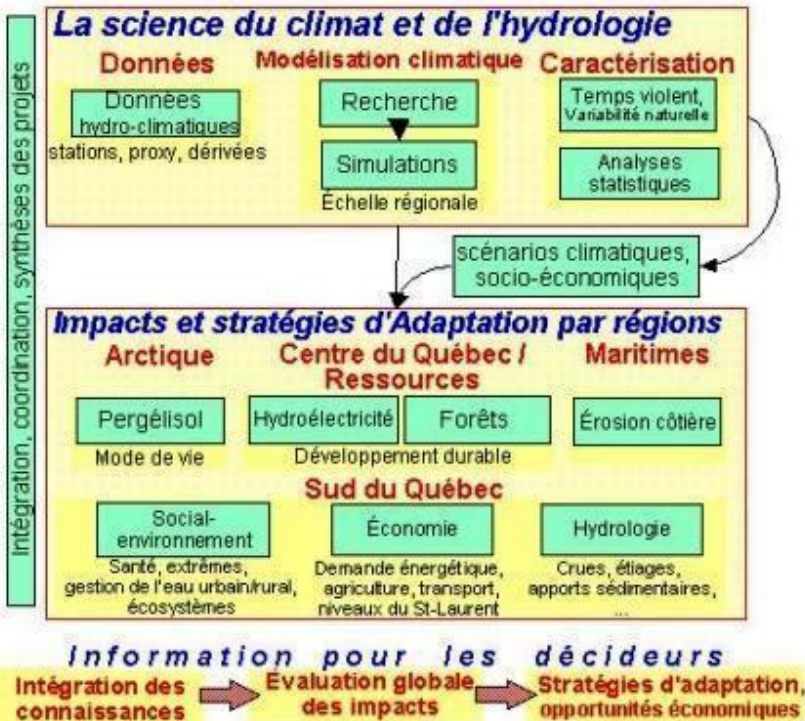 Intégration, coordination, synthèses des projets
La science du climat et de l'hydrologie
Données
Données
hydro-climatiques
stations, proxy, dérivées
Modélisation climatique
Recherche
Simulations
Échelle régionale
Caractérisation
Temps violent,
Variabilité naturelle
Analyses
statistiques
scénarios climatiques,
socio-économiques
Impacts et stratégies d'Adaptation par régions
Arctique
Pergélisol
Mode de vie
Centre du Québec /
Ressources
Hydroélectricité
Forêts
Développement durable
Maritimes
Érosion côtière
Sud du Québec
Social-
environnement
Santé, extrêmes,
gestion de l'eau urbain/rural,
écosystèmes
Économie
Demande énergétique,
agriculture, transport,
niveaux du St-Laurent
Hydrologie
Crues, étiages,
apports sédimentaires,
...
Information pour les décideurs
Intégration des
connaissances
Évaluation globale
des impacts
Stratégies d'adaptation,
opportunités économiques